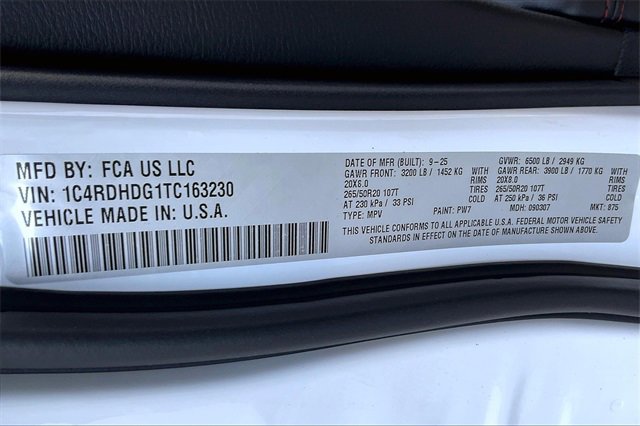 MFD BY: FCA US LLC
VIN: 1C4RDHDG1TC163230
VEHICLE MADE IN: U.S.A.
DATE OF MFR (BUILT): 9-25 GVWR: 6500 LB / 2949 KG
GAWR FRONT: 3200 LB / 1452 KG WITH GAWR REAR: 3900 LB / 1770 KG WITH
20X6.0 RIMS 20X8.0 RIMS
265/50R20 107T TIRES 265/50R20 107T TIRES
AT 230 kPa / 33 PSI COLD AT 250 kPa / 36 PSI COLD
TYPE: MPV PAINT: PW7 MDH: 090307 MKT: 875
THIS VEHICLE CONFORMS TO ALL APPLICABLE U.S.A. FEDERAL MOTOR VEHICLE SAFETY
STANDARDS IN EFFECT ON THE DATE OF MANUFACTURE SHOWN ABOVE.